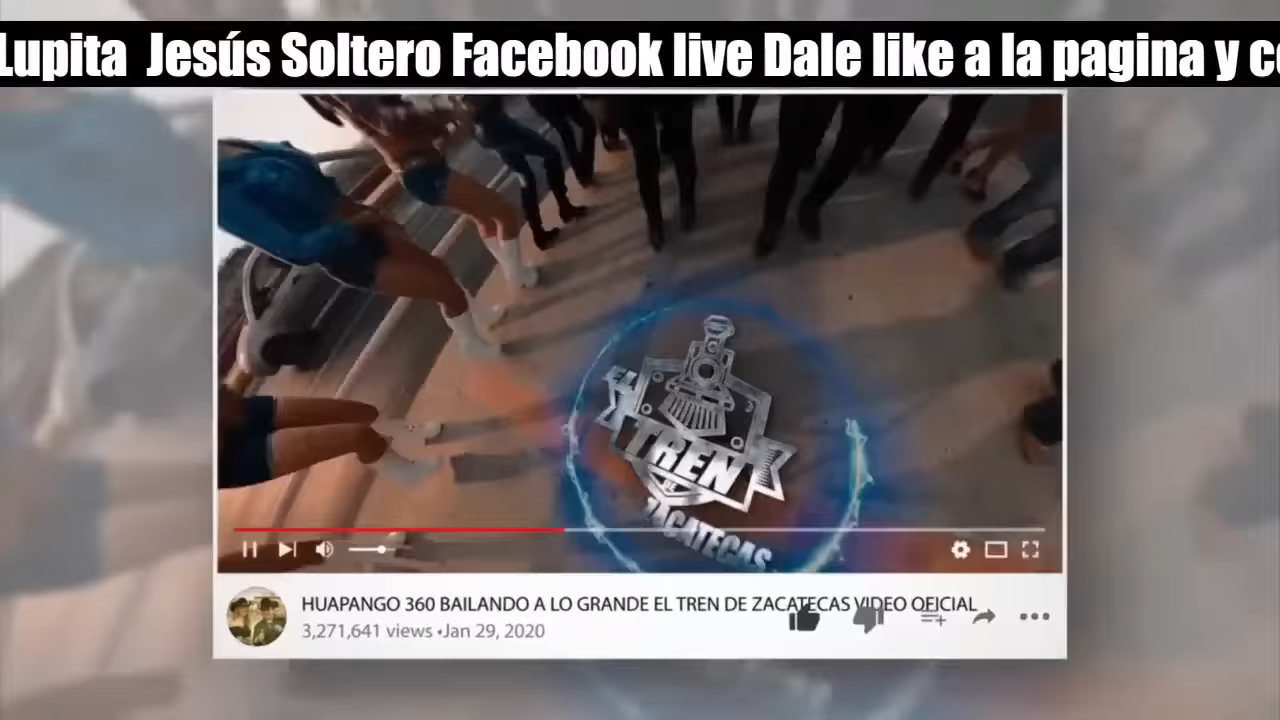 Lupita Jesús Soltero Facebook live Dale like a la pagina y
EL
TREN
DE
ZACATECAS
HUAPANGO 360 BAILANDO A LO GRANDE EL TREN DE ZACATECAS VIDEO OFICIAL
3,271,641 views •Jan 29, 2020